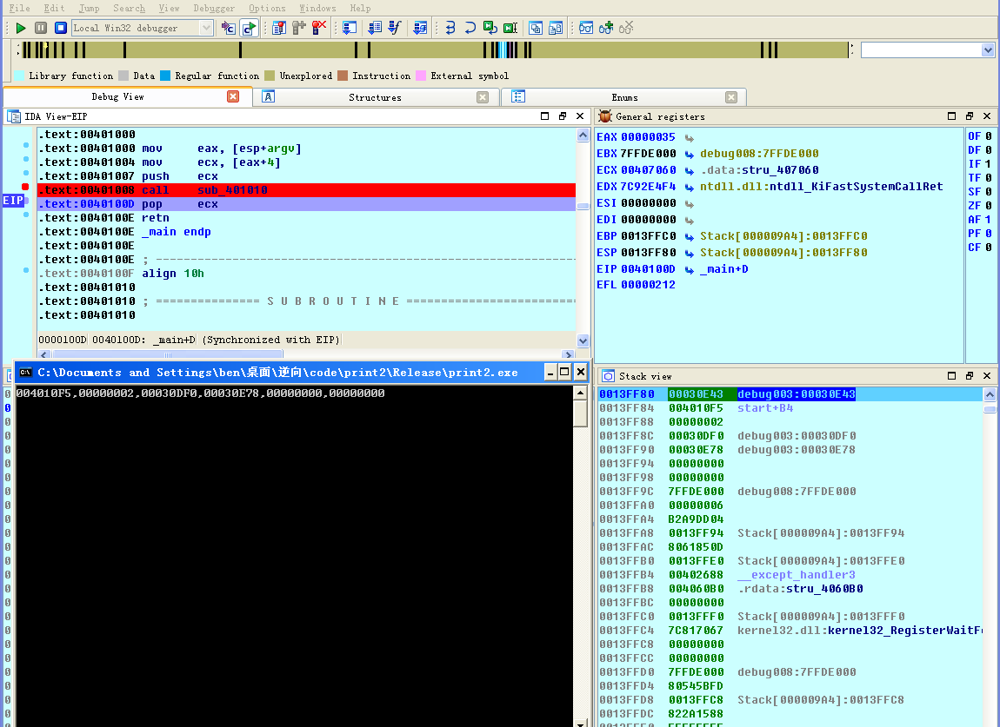 File Edit Jump Search View Debugger Options Windows Help
Local Win32 debugger
Library function Data Regular function Unexplored Instruction External symbol
Debug View Structures Enums
IDA View-EIP
.text:00401000
.text:00401000 mov eax, [esp+argv]
.text:00401004 mov ecx, [eax+4]
.text:00401007 push ecx
.text:00401008 call sub_401010
EIP .text:0040100D pop ecx
.text:0040100E retn
.text:0040100E _main endp
.text:0040100E
.text:0040100E ; ---------------------------------------------------------------
.text:0040100F align 10h
.text:00401010
.text:00401010 ; =============== S U B R O U T I N E =========================
.text:00401010
0000100D 0040100D: _main+D (Synchronized with EIP)
General registers
EAX 00000035
EBX 7FFDE000 debug008:7FFDE000
ECX 00407060 .data:stru_407060
EDX 7C92E4F4 ntdll.dll:ntdll_KiFastSystemCallRet
ESI 00000000
EDI 00000000
EBP 0013FFC0 Stack[000009A4]:0013FFC0
ESP 0013FF80 Stack[000009A4]:0013FF80
EIP 0040100D _main+D
EFL 00000212
OF 0
DF 0
IF 1
TF 0
SF 0
ZF 0
AF 1
PF 0
CF 0
C:\Documents and Settings\ben\桌面\逆向\code\print2\Release\print2.exe
004010F5,00000002,00030DF0,00030E78,00000000,00000000
Stack view
0013FF80 00030E43 debug003:00030E43
0013FF84 004010F5 start+B4
0013FF88 00000002
0013FF8C 00030DF0 debug003:00030DF0
0013FF90 00030E78 debug003:00030E78
0013FF94 00000000
0013FF98 00000000
0013FF9C 7FFDE000 debug008:7FFDE000
0013FFA0 00000006
0013FFA4 B2A9DD04
0013FFA8 0013FF94 Stack[000009A4]:0013FF94
0013FFAC 8061850D
0013FFB0 0013FFE0 Stack[000009A4]:0013FFE0
0013FFB4 00402688 __except_handler3
0013FFB8 004060B0 .rdata:stru_4060B0
0013FFBC 00000000
0013FFC0 0013FFF0 Stack[000009A4]:0013FFF0
0013FFC4 7C817067 kernel32.dll:kernel32_RegisterWaitF
0013FFC8 00000000
0013FFCC 00000000
0013FFD0 7FFDE000 debug008:7FFDE000
0013FFD4 80545BFD
0013FFD8 0013FFC8 Stack[000009A4]:0013FFC8
0013FFDC 822A1588